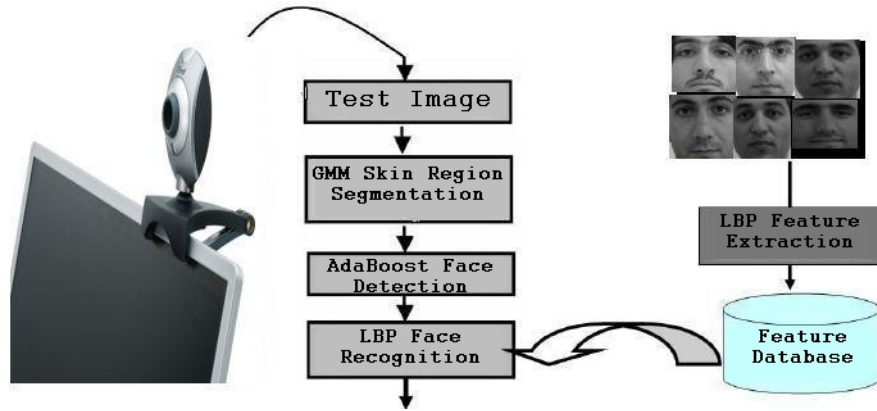 Test Image
GMM Skin Region
Segmentation
AdaBoost Face
Detection
LBP Face
Recognition
LBP Feature
Extraction
Feature
Database